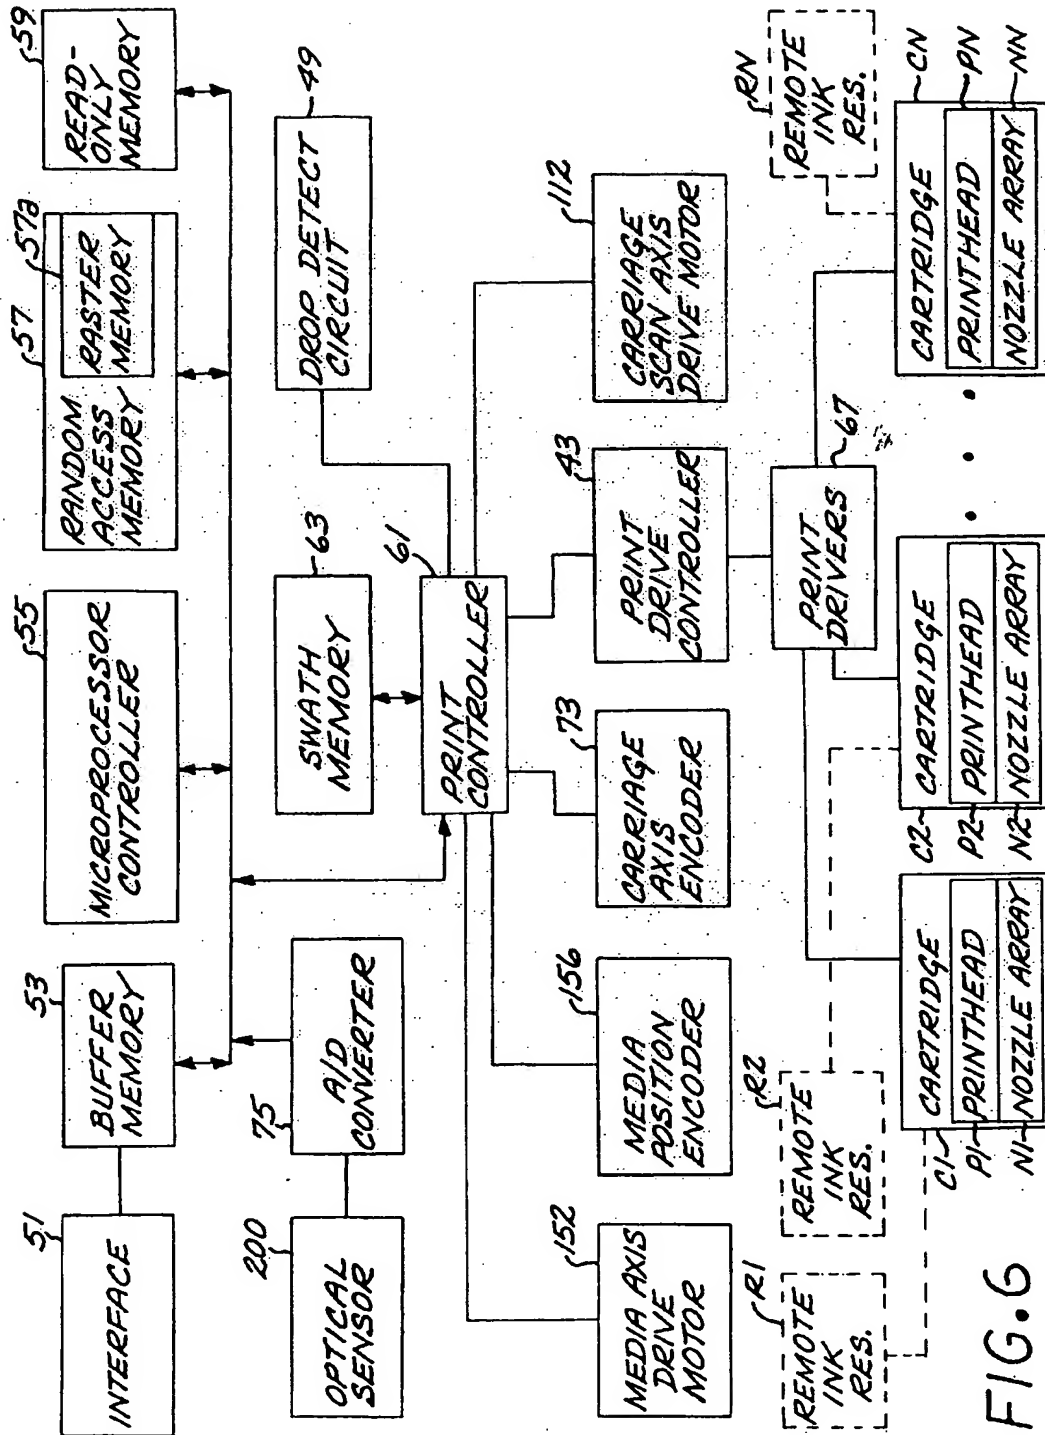 51
INTERFACE
53
BUFFER
MEMORY
55
MICROPROCESSOR
CONTROLLER
57
57a
RANDOM
ACCESS
MEMORY
RASTER
MEMORY
59
READ-
ONLY
MEMORY
200
OPTICAL
SENSOR
75
A/D
CONVERTER
63
SWATH
MEMORY
49
DROP DETECT
CIRCUIT
61
PRINT
CONTROLLER
152
MEDIA AXIS
DRIVE
MOTOR
156
MEDIA
POSITION
ENCODER
73
CARRIAGE
AXIS
ENCODER
43
PRINT
DRIVE
CONTROLLER
112
CARRIAGE
SCAN AXIS
DRIVE MOTOR
R1
REMOTE
INK
RES.
R2
REMOTE
INK
RES.
67
PRINT
DRIVERS
RN
REMOTE
INK
RES.
C1
CARTRIDGE
P1
PRINTHEAD
N1
NOZZLE ARRAY
C2
CARTRIDGE
P2
PRINTHEAD
N2
NOZZLE ARRAY
• • •
CARTRIDGE
CN
PRINTHEAD
PN
NOZZLE ARRAY
NN
FIG.6